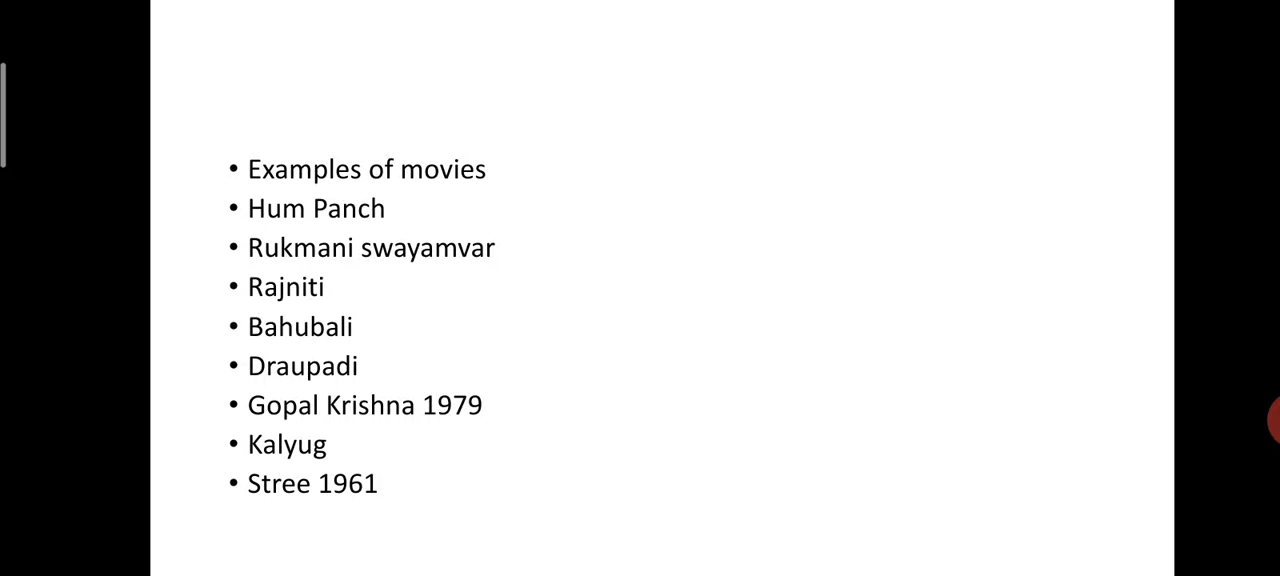 • Examples of movies
• Hum Panch
• Rukmani swayamvar
• Rajniti
• Bahubali
• Draupadi
• Gopal Krishna 1979
• Kalyug
• Stree 1961